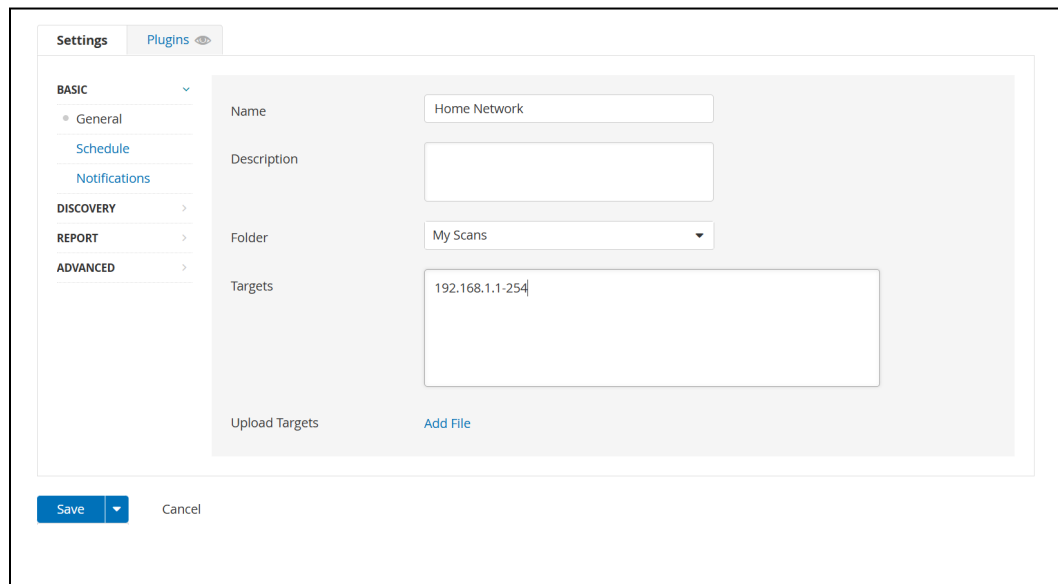 Settings
Plugins
BASIC
General
Schedule
Notifications
DISCOVERY
REPORT
ADVANCED
Name
Home Network
Description
Folder
My Scans
Targets
192.168.1.1-254
Upload Targets
Add File
Save
Cancel